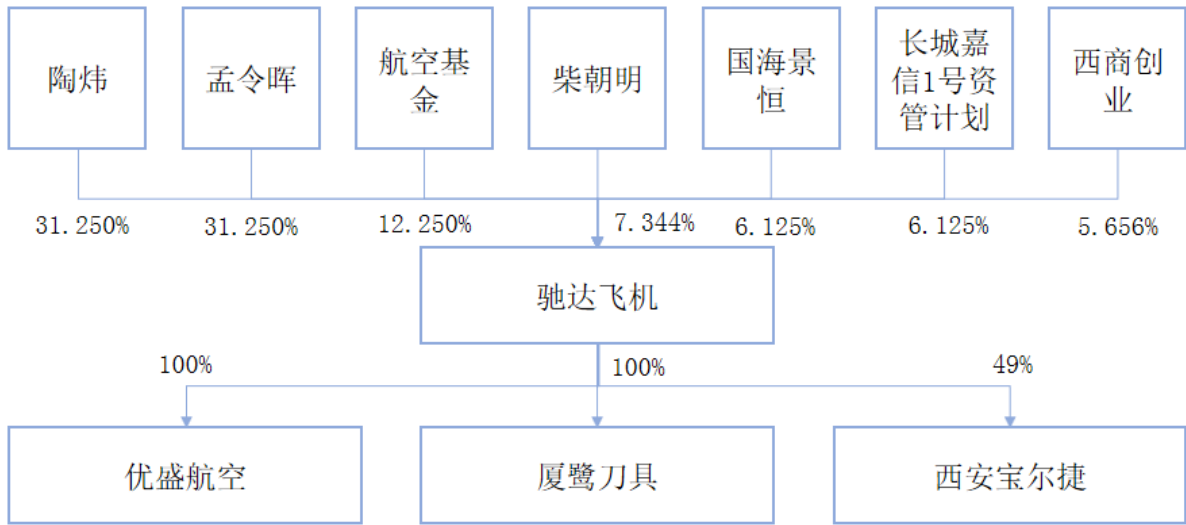 陶炜
孟令晖
航空基
金
柴朝明
国海景
恒
长城嘉
信1号资
管计划
西商创
业
31.250%
31.250%
12.250%
7.344%
6.125%
6.125%
5.656%
驰达飞机
100%
100%
49%
优盛航空
厦鹭刀具
西安宝尔捷